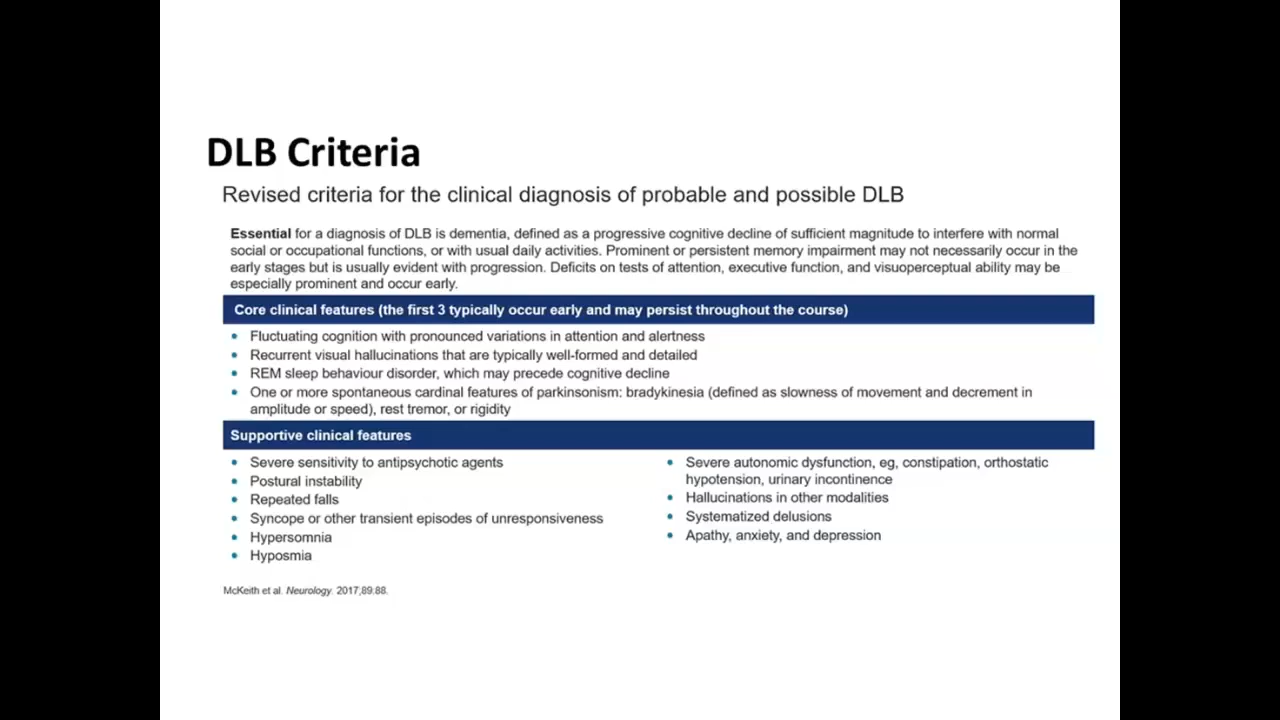 DLB Criteria
Revised criteria for the clinical diagnosis of probable and possible DLB
Essential for a diagnosis of DLB is dementia, defined as a progressive cognitive decline of sufficient magnitude to interfere with normal
social or occupational functions, or with usual daily activities. Prominent or persistent memory impairment may not necessarily occur in the
early stages but is usually evident with progression. Deficits on tests of attention, executive function, and visuoperceptual ability may be
especially prominent and occur early.
Core clinical features (the first 3 typically occur early and may persist throughout the course)
• Fluctuating cognition with pronounced variations in attention and alertness
• Recurrent visual hallucinations that are typically well-formed and detailed
• REM sleep behaviour disorder, which may precede cognitive decline
• One or more spontaneous cardinal features of parkinsonism: bradykinesia (defined as slowness of movement and decrement in
amplitude or speed), rest tremor, or rigidity
Supportive clinical features
• Severe sensitivity to antipsychotic agents
• Postural instability
• Repeated falls
• Syncope or other transient episodes of unresponsiveness
• Hypersomnia
• Hyposmia
• Severe autonomic dysfunction, eg, constipation, orthostatic
hypotension, urinary incontinence
• Hallucinations in other modalities
• Systematized delusions
• Apathy, anxiety, and depression
McKeith et al. Neurology. 2017;89.88.